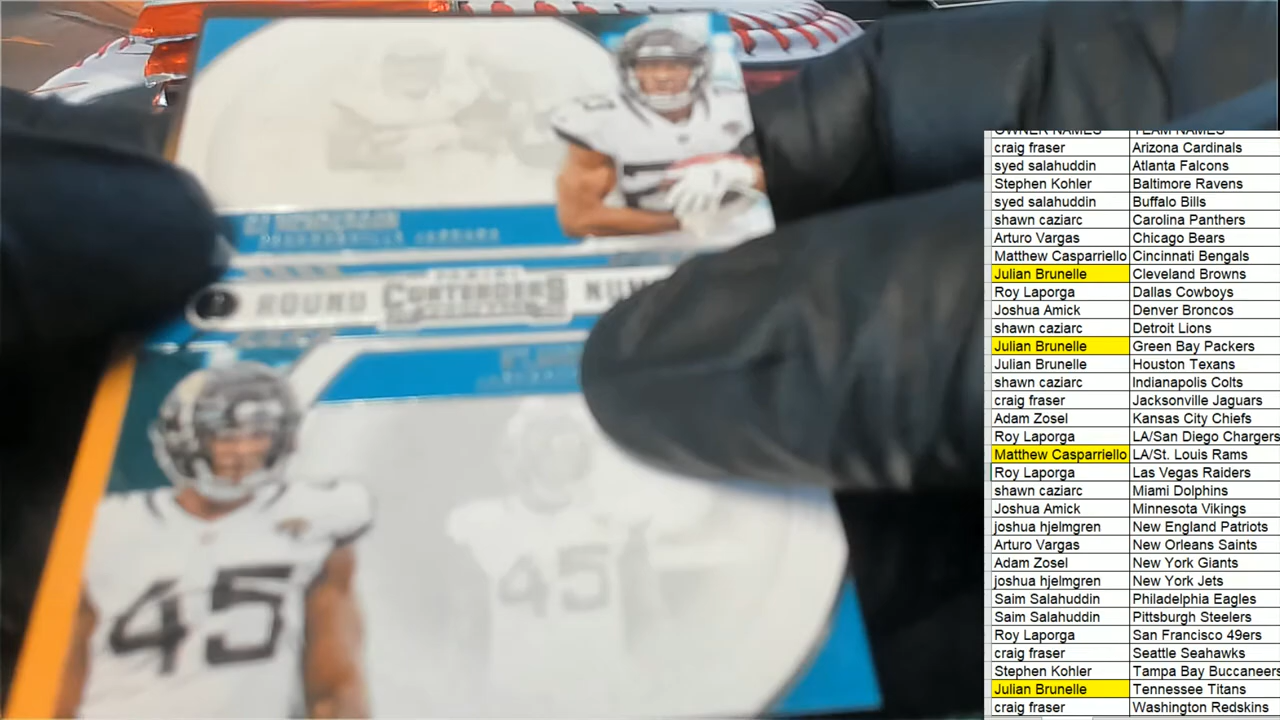 ROUND Contenders NUM
45
45
OWNER NAMES TEAM NAMES
craig fraser Arizona Cardinals
syed salahuddin Atlanta Falcons
Stephen Kohler Baltimore Ravens
syed salahuddin Buffalo Bills
shawn caziarc Carolina Panthers
Arturo Vargas Chicago Bears
Matthew Casparriello Cincinnati Bengals
Julian Brunelle Cleveland Browns
Roy Laporga Dallas Cowboys
Joshua Amick Denver Broncos
shawn caziarc Detroit Lions
Julian Brunelle Green Bay Packers
Julian Brunelle Houston Texans
shawn caziarc Indianapolis Colts
craig fraser Jacksonville Jaguars
Adam Zosel Kansas City Chiefs
Roy Laporga LA/San Diego Chargers
Matthew Casparriello LA/St. Louis Rams
Roy Laporga Las Vegas Raiders
shawn caziarc Miami Dolphins
Joshua Amick Minnesota Vikings
joshua hjelmgren New England Patriots
Arturo Vargas New Orleans Saints
Adam Zosel New York Giants
joshua hjelmgren New York Jets
Saim Salahuddin Philadelphia Eagles
Saim Salahuddin Pittsburgh Steelers
Roy Laporga San Francisco 49ers
craig fraser Seattle Seahawks
Stephen Kohler Tampa Bay Buccaneers
Julian Brunelle Tennessee Titans
craig fraser Washington Redskins